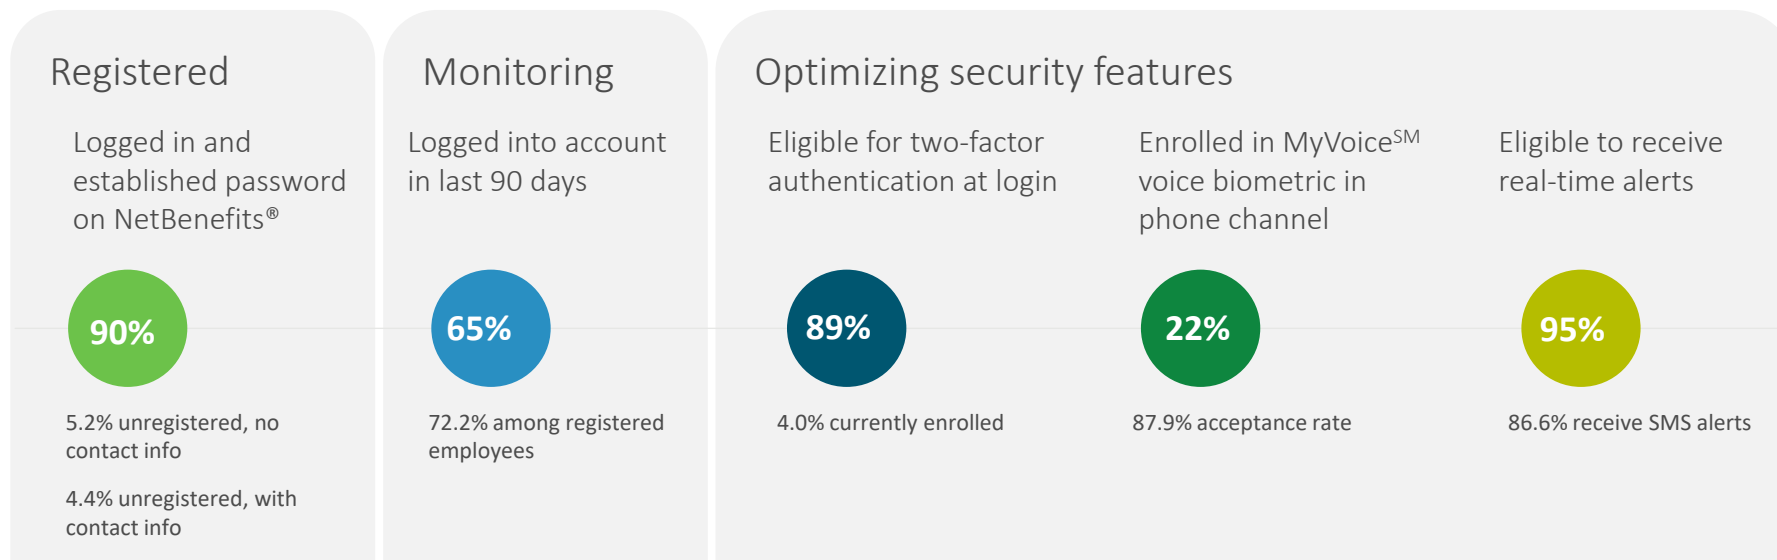 Registered
Logged in and
established password
on NetBenefits®
90%
5.2% unregistered, no
contact info
4.4% unregistered, with
contact info
Monitoring
Logged into account
in last 90 days
65%
72.2% among registered
employees
Optimizing security features
Eligible for two-factor
authentication at login
89%
4.0% currently enrolled
Enrolled in MyVoice℠
voice biometric in
phone channel
22%
87.9% acceptance rate
Eligible to receive
real-time alerts
95%
86.6% receive SMS alerts